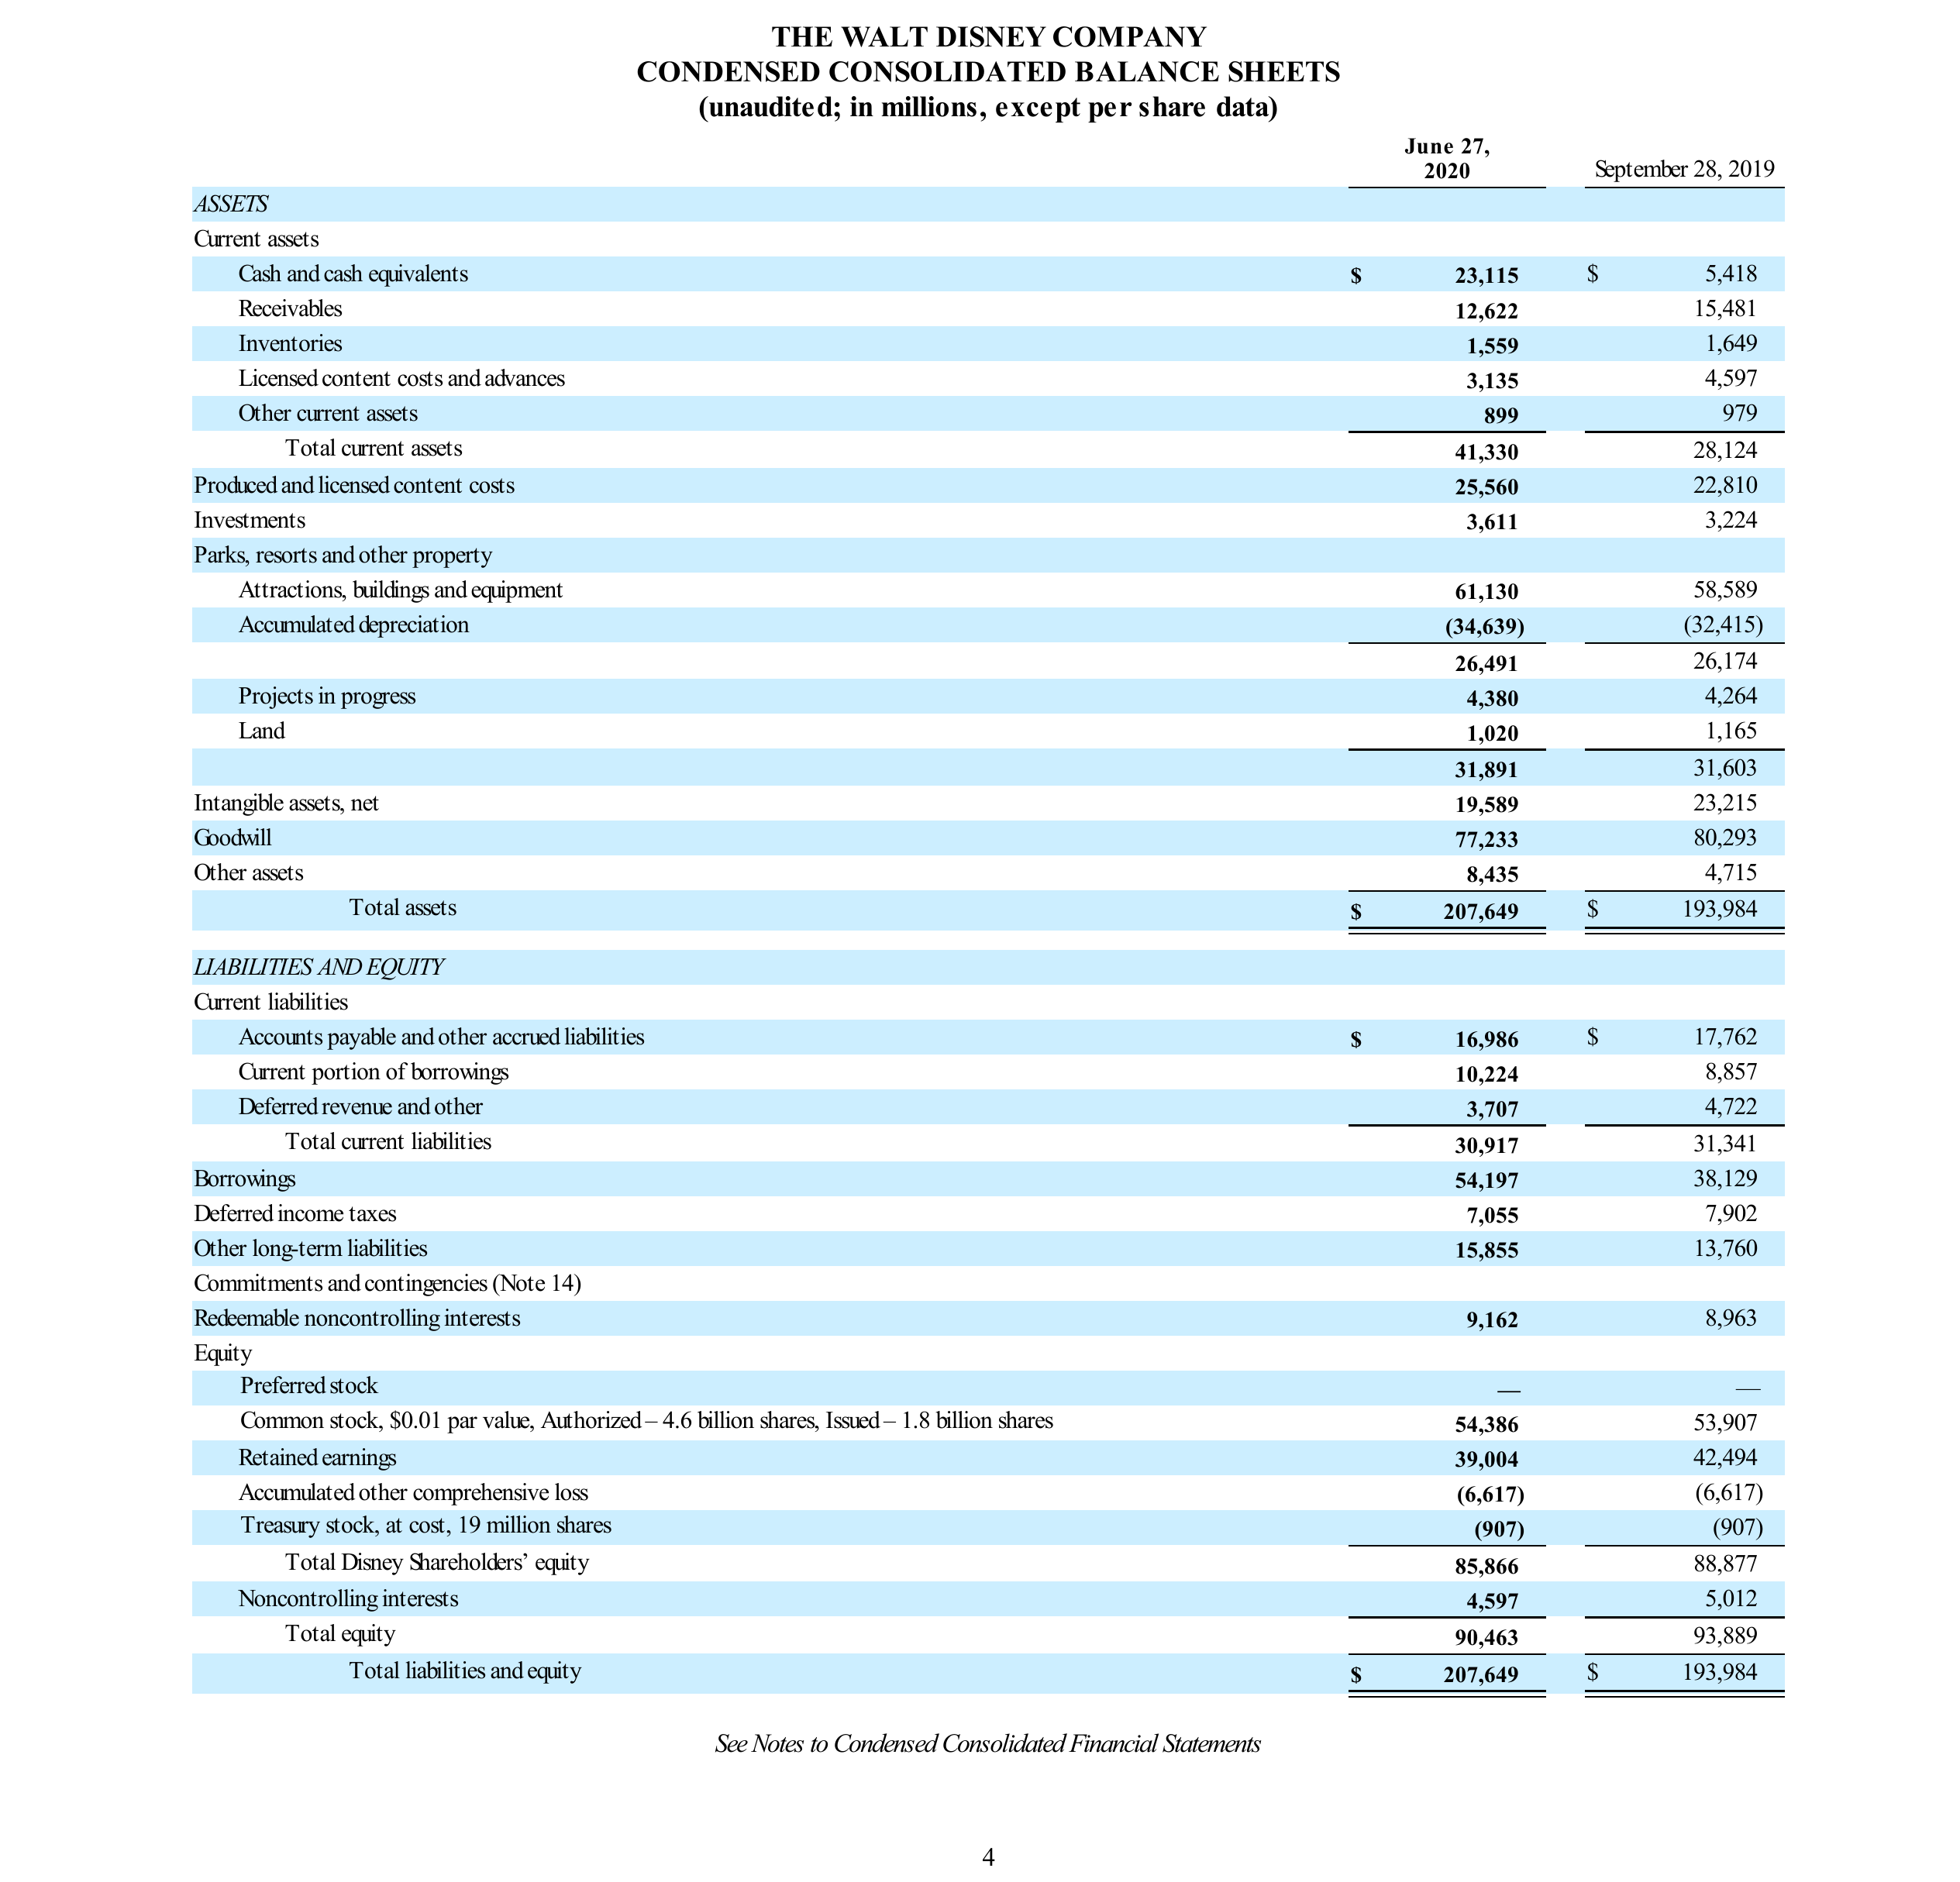 THE WALT DISNEY COMPANY
CONDENSED CONSOLIDATED BALANCE SHEETS
(unaudited; in millions, except per share data)
June 27,
2020 September 28, 2019
ASSETS
Current assets
Cash and cash equivalents $ 23,115 $ 5,418
Receivables 12,622 15,481
Inventories 1,559 1,649
Licensed content costs and advances 3,135 4,597
Other current assets 899 979
Total current assets 41,330 28,124
Produced and licensed content costs 25,560 22,810
Investments 3,611 3,224
Parks, resorts and other property
Attractions, buildings and equipment 61,130 58,589
Accumulated depreciation (34,639) (32,415)
26,491 26,174
Projects in progress 4,380 4,264
Land 1,020 1,165
31,891 31,603
Intangible assets, net 19,589 23,215
Goodwill 77,233 80,293
Other assets 8,435 4,715
Total assets $ 207,649 $ 193,984
LIABILITIES AND EQUITY
Current liabilities
Accounts payable and other accrued liabilities $ 16,986 $ 17,762
Current portion of borrowings 10,224 8,857
Deferred revenue and other 3,707 4,722
Total current liabilities 30,917 31,341
Borrowings 54,197 38,129
Deferred income taxes 7,055 7,902
Other long-term liabilities 15,855 13,760
Commitments and contingencies (Note 14)
Redeemable noncontrolling interests 9,162 8,963
Equity
Preferred stock — —
Common stock, $0.01 par value, Authorized – 4.6 billion shares, Issued – 1.8 billion shares 54,386 53,907
Retained earnings 39,004 42,494
Accumulated other comprehensive loss (6,617) (6,617)
Treasury stock, at cost, 19 million shares (907) (907)
Total Disney Shareholders’ equity 85,866 88,877
Noncontrolling interests 4,597 5,012
Total equity 90,463 93,889
Total liabilities and equity $ 207,649 $ 193,984
See Notes to Condensed Consolidated Financial Statements
4